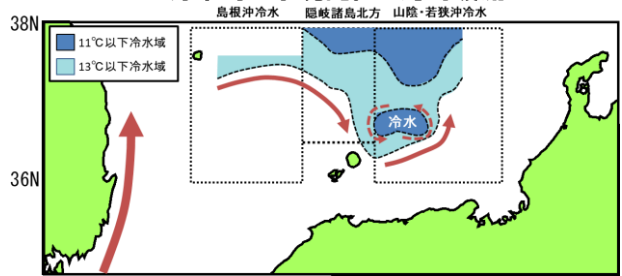 島根沖冷水 隠岐諸島北方 山陰・若狭沖冷水
38N
11℃以下冷水域
13℃以下冷水域
冷水
36N